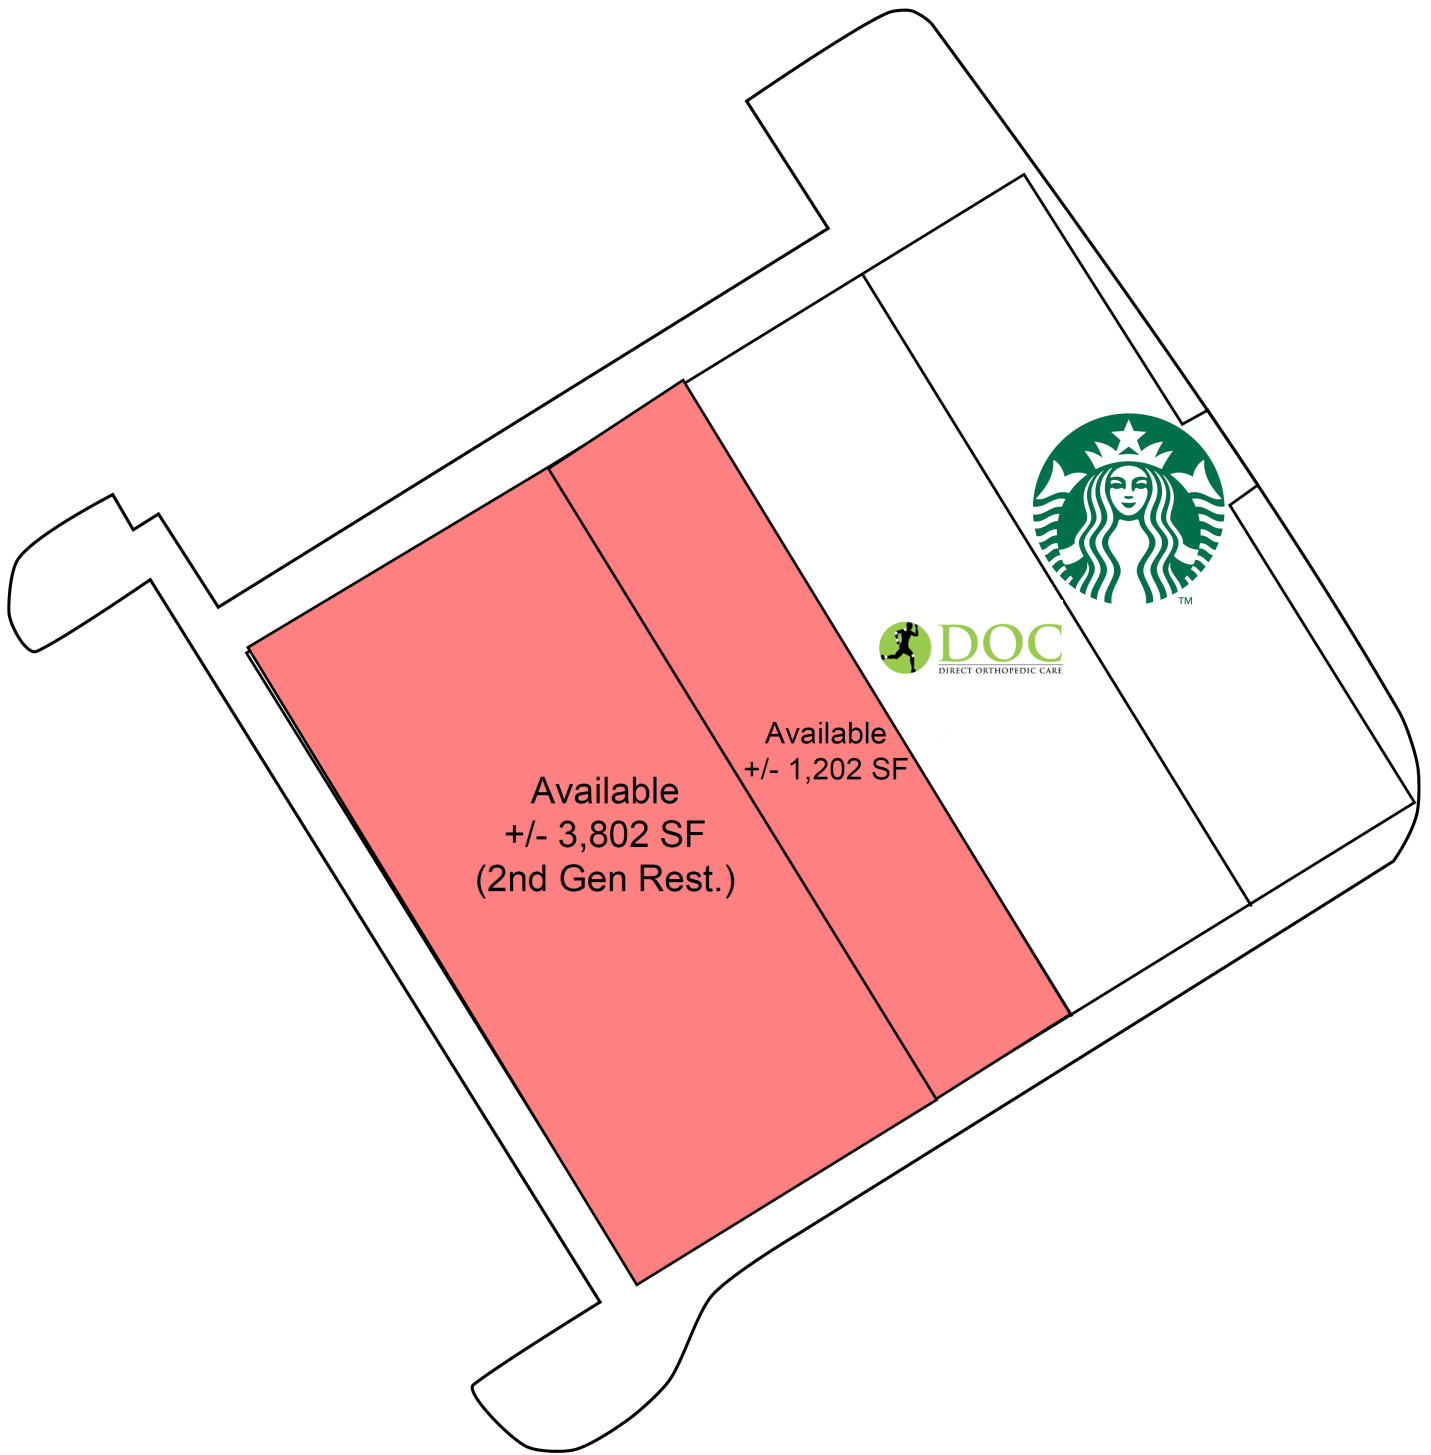 TM
DOC
DIRECT ORTHOPEDIC CARE
Available
+/- 1,202 SF
Available
+/- 3,802 SF
(2nd Gen Rest.)